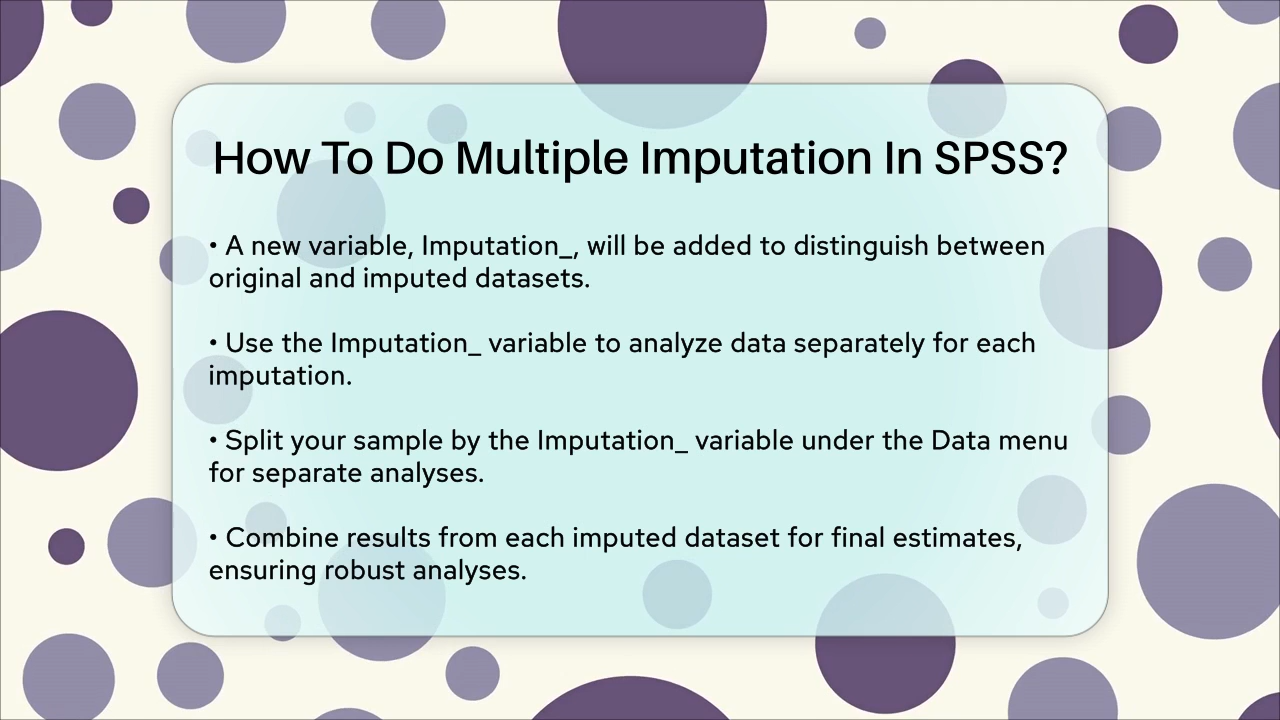 How To Do Multiple Imputation In SPSS?
• A new variable, Imputation_, will be added to distinguish between
original and imputed datasets.
• Use the Imputation_ variable to analyze data separately for each
imputation.
• Split your sample by the Imputation_ variable under the Data menu
for separate analyses.
• Combine results from each imputed dataset for final estimates,
ensuring robust analyses.